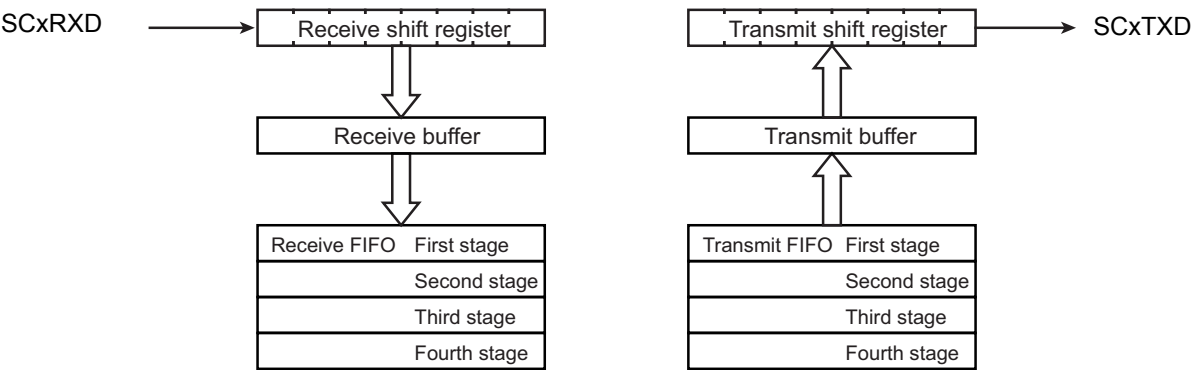 SCxRXD
Receive shift register
Transmit shift register
SCxTXD
Receive buffer
Transmit buffer
Receive FIFO First stage
Transmit FIFO First stage
Second stage
Second stage
Third stage
Third stage
Fourth stage
Fourth stage